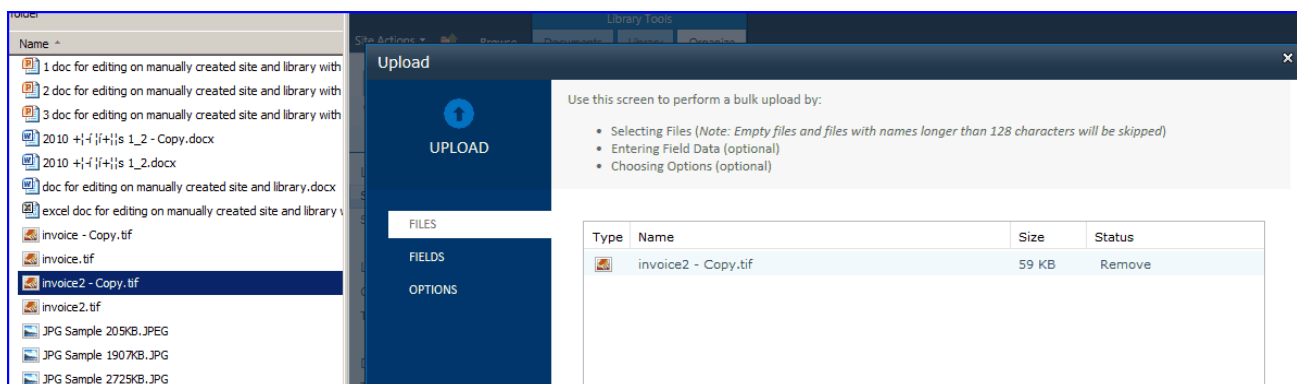 folder
Name
1 doc for editing on manually created site and library with
2 doc for editing on manually created site and library with
3 doc for editing on manually created site and library with
2010 +¦-í ¦í+¦¦s 1_2 - Copy.docx
2010 +¦-í ¦í+¦¦s 1_2.docx
doc for editing on manually created site and library.docx
excel doc for editing on manually created site and library
invoice - Copy.tif
invoice.tif
invoice2 - Copy.tif
invoice2.tif
JPG Sample 205KB.JPEG
JPG Sample 1907KB.JPG
JPG Sample 2725KB.JPG
Library Tools
Site Actions Browse Documents Library Organize
Upload
UPLOAD
FILES
FIELDS
OPTIONS
Use this screen to perform a bulk upload by:
• Selecting Files (Note: Empty files and files with names longer than 128 characters will be skipped)
• Entering Field Data (optional)
• Choosing Options (optional)
Type Name Size Status
invoice2 - Copy.tif 59 KB Remove